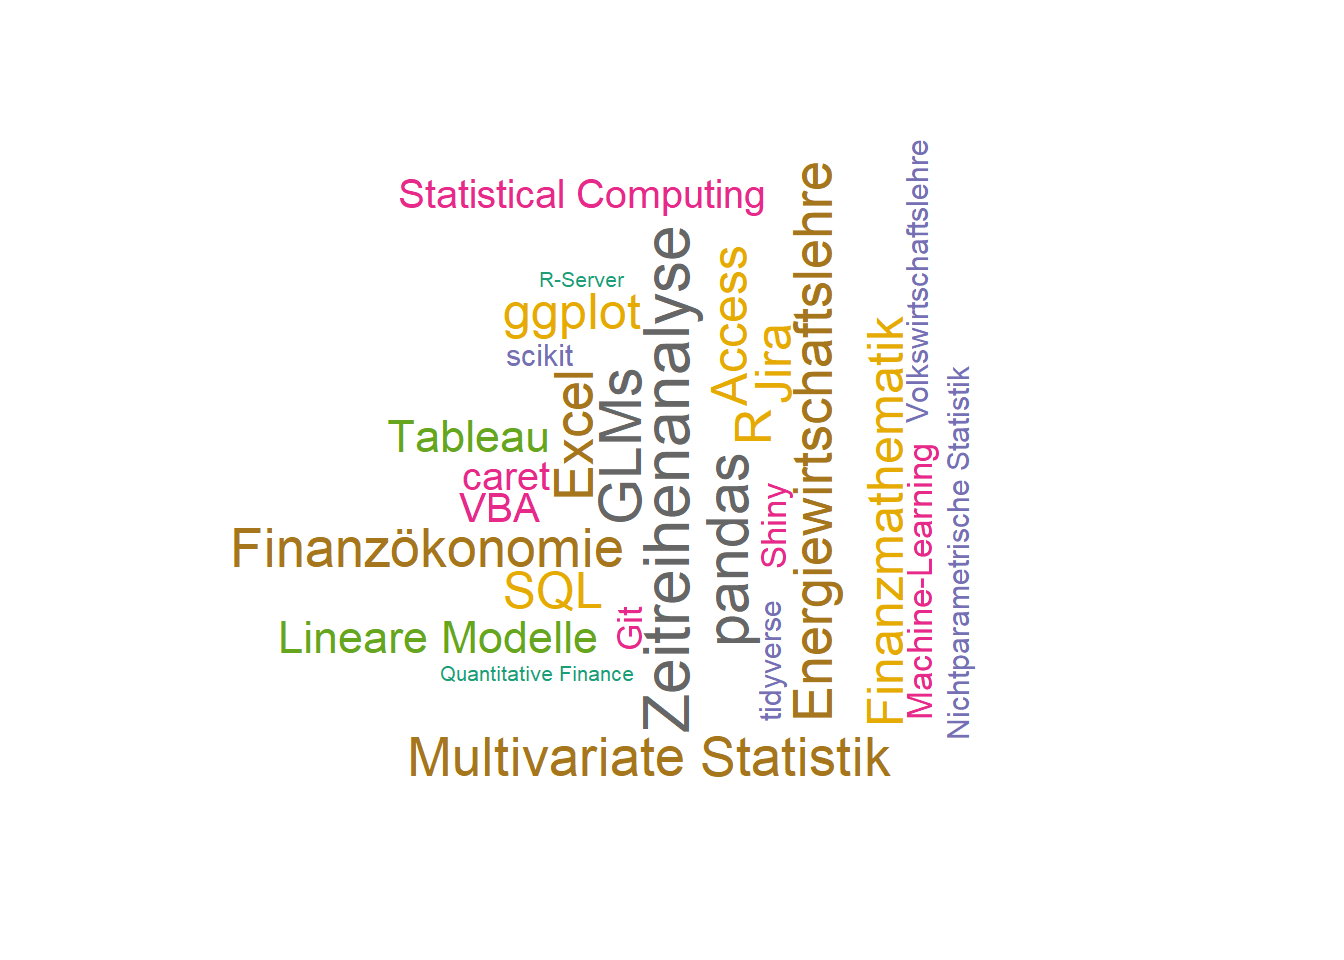 Statistical Computing
R-Server
ggplot
scikit
Excel
GLMs
Zeitreihenanalyse
Access
Jira
R
Energiewirtschaftslehre
Finanzmathematik
Volkswirtschaftslehre
Machine-Learning
Nichtparametrische Statistik
Tableau
caret
VBA
pandas
Shiny
Finanzökonomie
SQL
Git
tidyverse
Lineare Modelle
Quantitative Finance
Multivariate Statistik